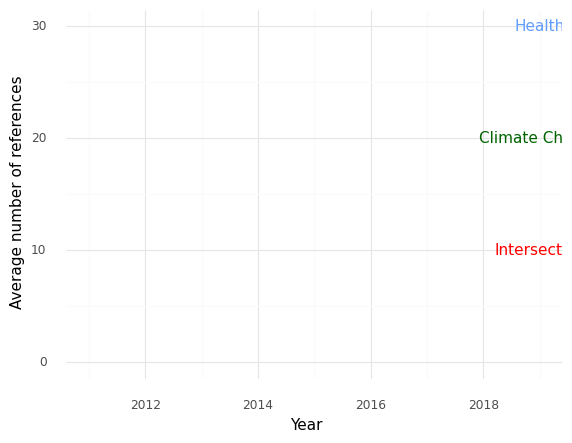 Average number of references
30
Health
20
Climate Ch
10
Intersect
0
2012 2014 2016 2018
Year